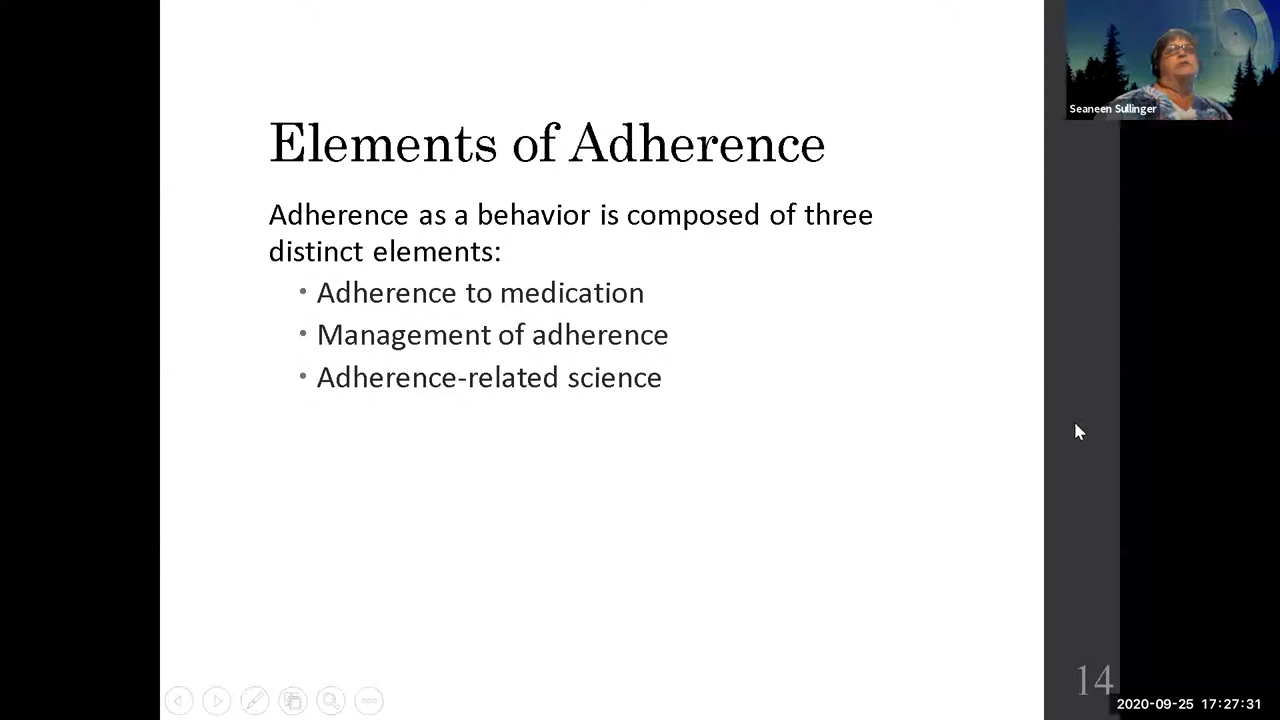 Seaneen Sullinger
Elements of Adherence
Adherence as a behavior is composed of three
distinct elements:
• Adherence to medication
• Management of adherence
• Adherence-related science
14
2020-09-25 17:27:31